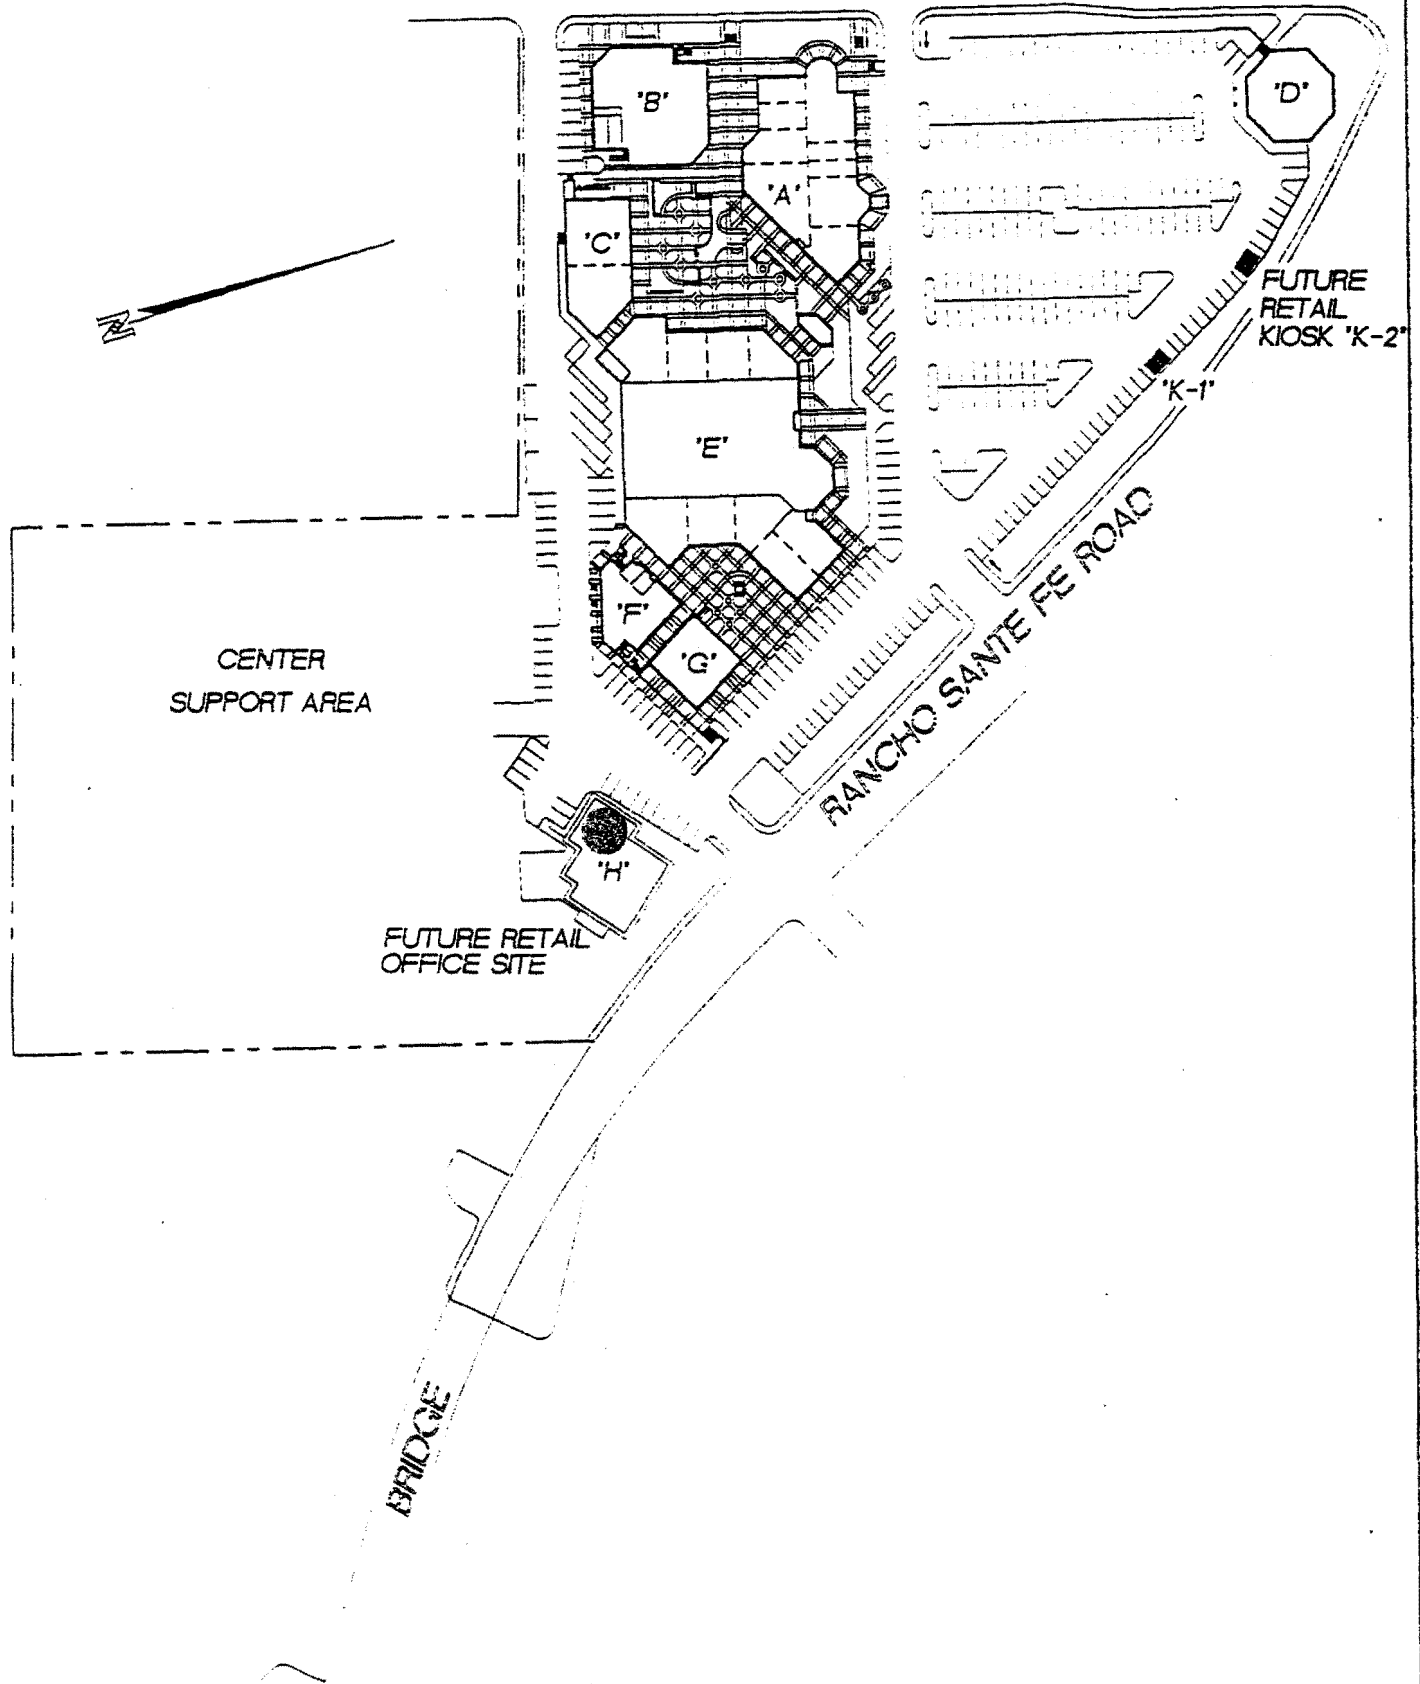 "B"
"D"
"A"
"C"
N
FUTURE
RETAIL
KIOSK "K-2"
"K-1"
"E"
"F"
"G"
CENTER
SUPPORT AREA
RANCHO SANTE FE ROAD
"H"
FUTURE RETAIL
OFFICE SITE
BRIDGE